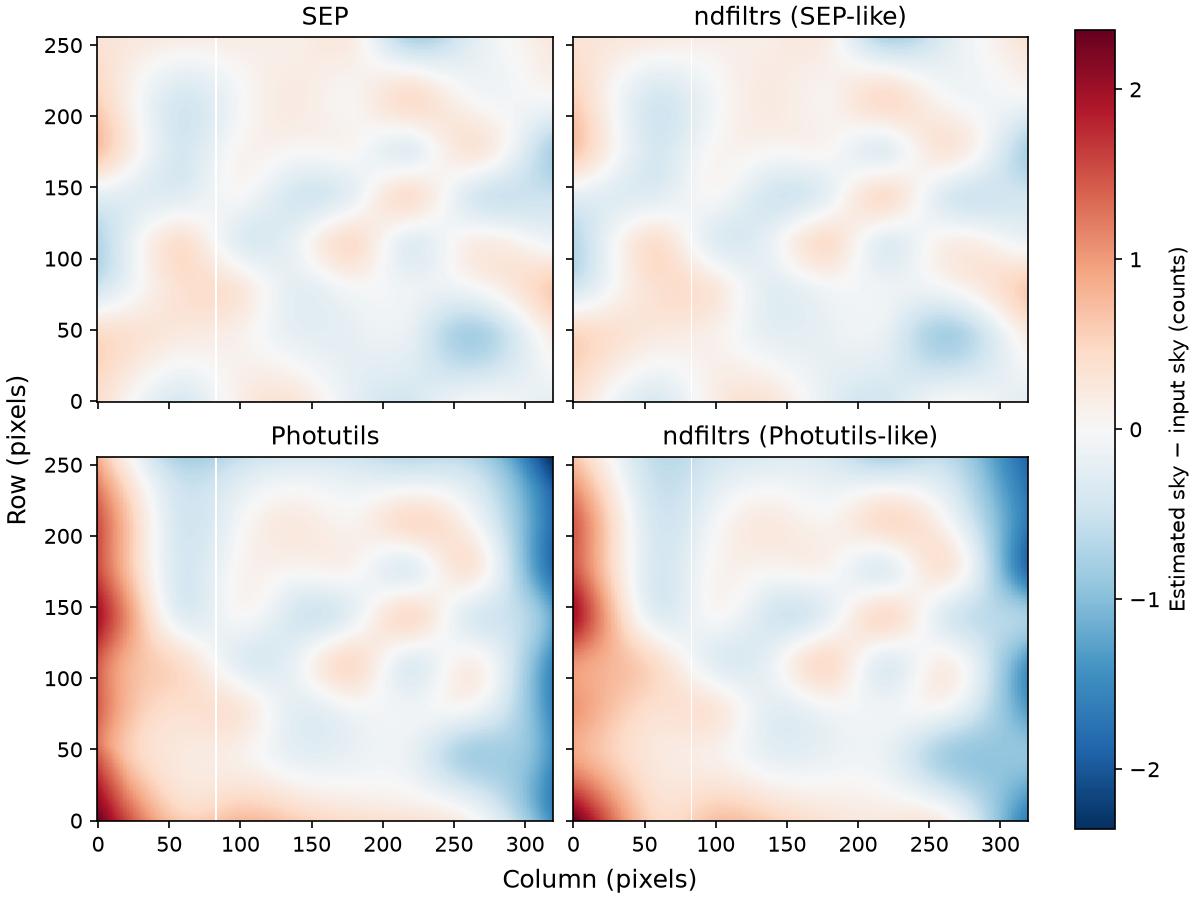 SEP
ndfiltrs (SEP-like)
250
200
150
100
50
0
2
1
0
−1
−2
Estimated sky − input sky (counts)
Row (pixels)
Photutils
ndfiltrs (Photutils-like)
250
200
150
100
50
0
0 50 100 150 200 250 300
0 50 100 150 200 250 300
Column (pixels)